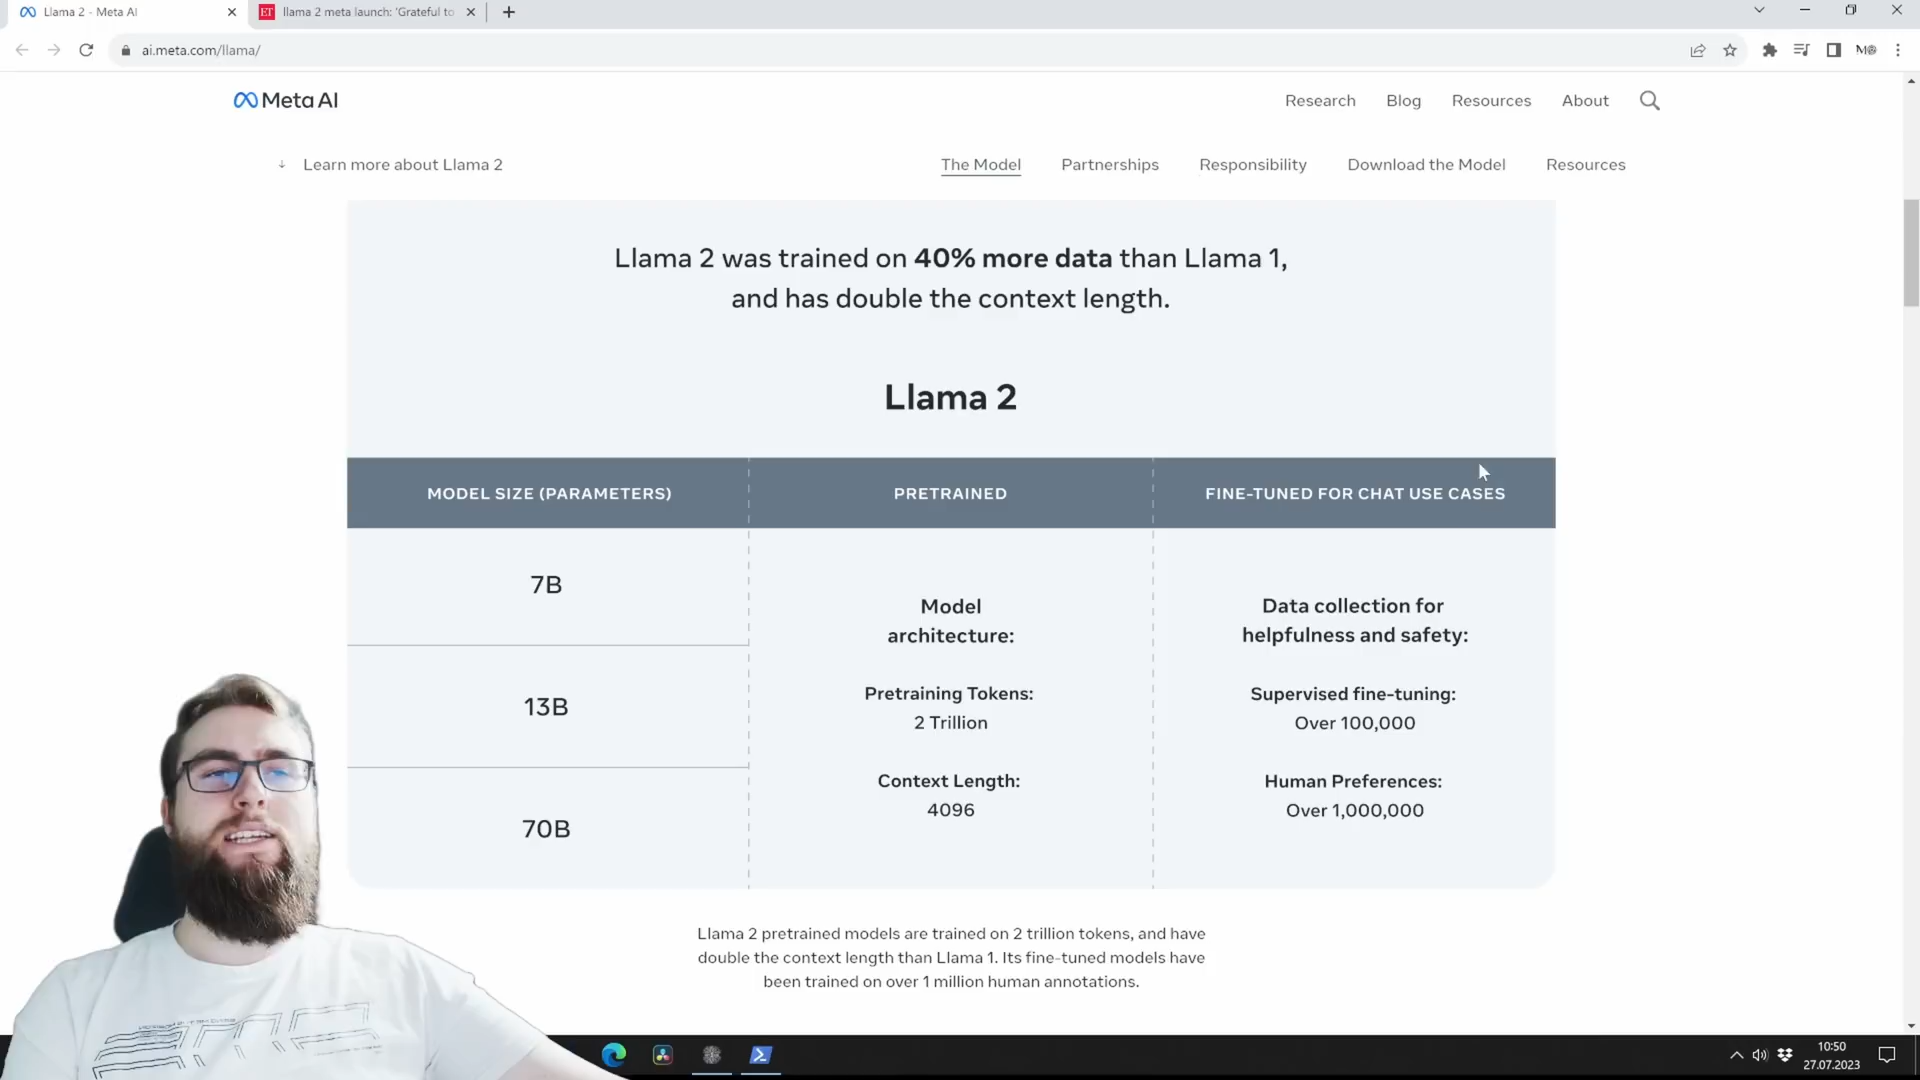 Llama 2 - Meta AI
ET llama 2 meta launch: 'Grateful to
ai.meta.com/llama/
Meta AI
Research Blog Resources About
Learn more about Llama 2
The Model Partnerships Responsibility Download the Model Resources
Llama 2 was trained on 40% more data than Llama 1,
and has double the context length.
Llama 2
MODEL SIZE (PARAMETERS) PRETRAINED FINE-TUNED FOR CHAT USE CASES
7B
13B
70B
Model
architecture:
Pretraining Tokens:
2 Trillion
Context Length:
4096
Data collection for
helpfulness and safety:
Supervised fine-tuning:
Over 100,000
Human Preferences:
Over 1,000,000
Llama 2 pretrained models are trained on 2 trillion tokens, and have
double the context length than Llama 1. Its fine-tuned models have
been trained on over 1 million human annotations.
10:50
27.07.2023